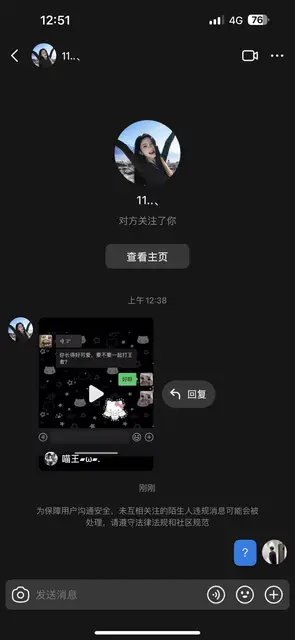 12:51
4G 76
11..、
11..、
对方关注了你
查看主页
上午 12:38
你长得好可爱，要不要一起打王者?
好呀
回复
喵王▰ω▰.
刚刚
为保障用户沟通安全，未互相关注的陌生人违规消息可能会被
处理，请遵守法律法规和社区规范
?
发送消息